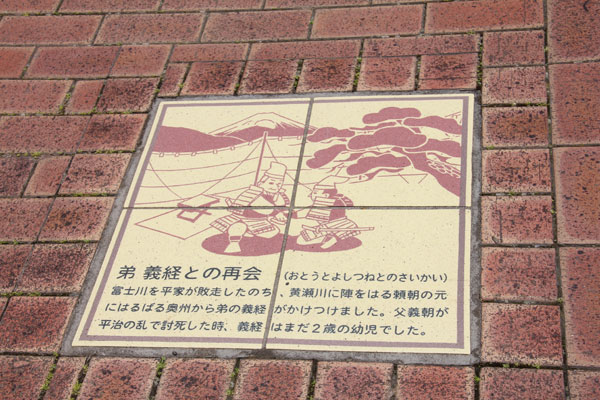 弟 義経との再会 (おとうとよしつねとのさいかい)
富士川を平家が敗走したのち、黄瀬川に陣をはる頼朝の元
にはるばる奥州から弟の義経がかけつけました。父義朝が
平治の乱で討死した時、義経はまだ2歳の幼児でした。